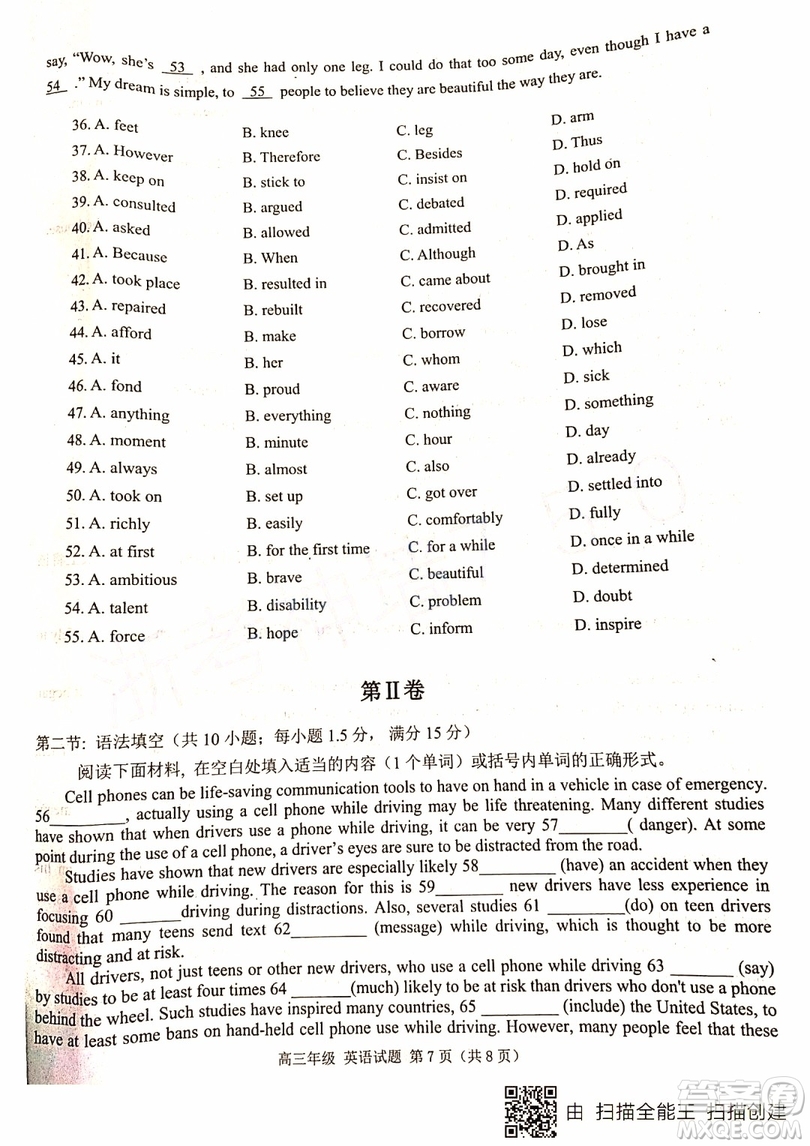 say, "Wow, she's 53 , and she had only one leg. I could do that too some day, even though I have a
54 ." My dream is simple, to 55 people to believe they are beautiful the way they are.
36. A. feet B. knee C. leg D. arm
37. A. However B. Therefore C. Besides D. Thus
38. A. keep on B. stick to C. insist on D. hold on
39. A. consulted B. argued C. debated D. required
40. A. asked B. allowed C. admitted D. applied
41. A. Because B. When C. Although D. As
42. A. took place B. resulted in C. came about D. brought in
43. A. repaired B. rebuilt C. recovered D. removed
44. A. afford B. make C. borrow D. lose
45. A. it B. her C. whom D. which
46. A. fond B. proud C. aware D. sick
47. A. anything B. everything C. nothing D. something
48. A. moment B. minute C. hour D. day
49. A. always B. almost C. also D. already
50. A. took on B. set up C. got over D. settled into
51. A. richly B. easily C. comfortably D. fully
52. A. at first B. for the first time C. for a while D. once in a while
53. A. ambitious B. brave C. beautiful D. determined
54. A. talent B. disability C. problem D. doubt
55. A. force B. hope C. inform D. inspire
第Ⅱ卷
第二节: 语法填空（共 10 小题；每小题 1.5 分， 满分 15 分）
阅读下面材料, 在空白处填入适当的内容（1 个单词）或括号内单词的正确形式。
Cell phones can be life-saving communication tools to have on hand in a vehicle in case of emergency.
56________, actually using a cell phone while driving may be life threatening. Many different studies
have shown that when drivers use a phone while driving, it can be very 57_______( danger). At some
point during the use of a cell phone, a driver's eyes are sure to be distracted from the road.
Studies have shown that new drivers are especially likely 58________ (have) an accident when they
use a cell phone while driving. The reason for this is 59________ new drivers have less experience in
focusing 60 _______driving during distractions. Also, several studies 61 _______(do) on teen drivers
found that many teens send text 62________ (message) while driving, which is thought to be more
distracting and at risk.
All drivers, not just teens or other new drivers, who use a cell phone while driving 63 _______ (say)
by studies to be at least four times 64 _______(much) likely to be at risk than drivers who don't use a phone
behind the wheel. Such studies have inspired many countries, 65 _______ (include) the United States, to
have at least some bans on hand-held cell phone use while driving. However, many people feel that these
高三年级 英语试题 第 7 页（共 8 页）
由 扫描全能王 扫描创建